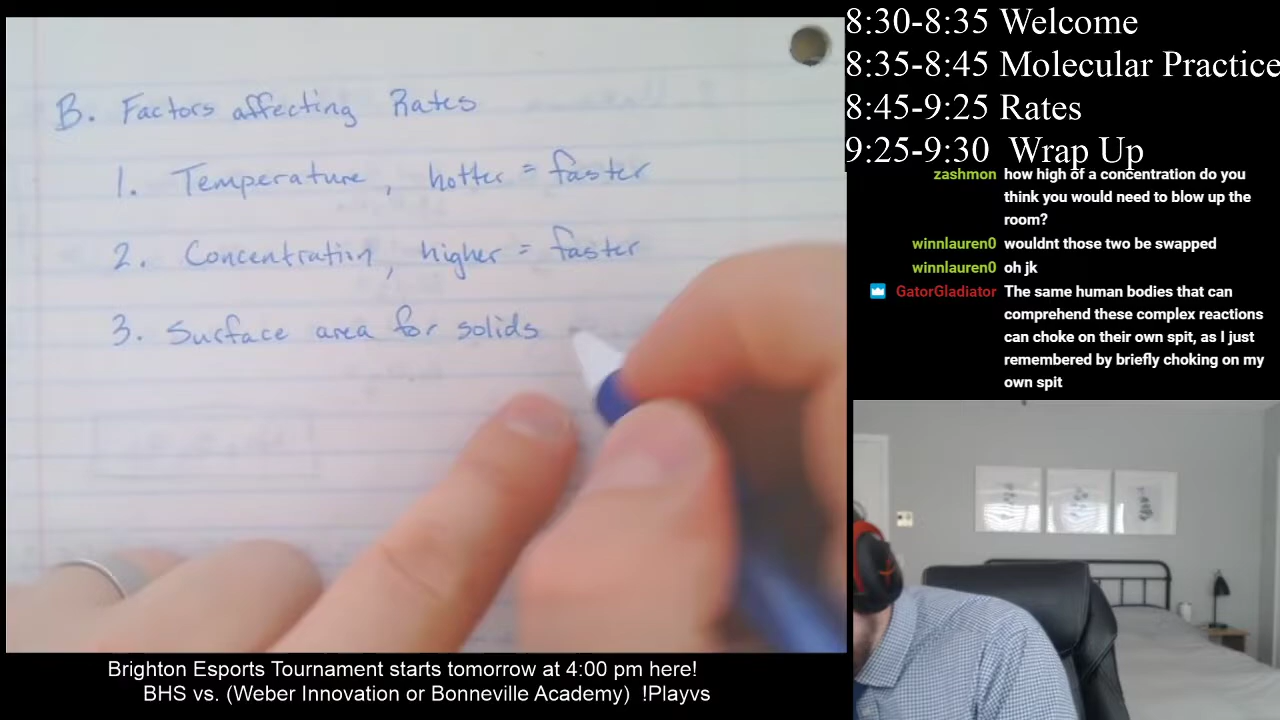 B. Factors affecting Rates
1. Temperature, hotter = faster
2. Concentration, higher = faster
3. Surface area for solids
8:30-8:35 Welcome
8:35-8:45 Molecular Practice
8:45-9:25 Rates
9:25-9:30 Wrap Up
zashmon how high of a concentration do you
think you would need to blow up the
room?
winnlauren0 wouldnt those two be swapped
winnlauren0 oh jk
GatorGladiator The same human bodies that can
comprehend these complex reactions
can choke on their own spit, as I just
remembered by briefly choking on my
own spit
Brighton Esports Tournament starts tomorrow at 4:00 pm here!
BHS vs. (Weber Innovation or Bonneville Academy) !Playvs